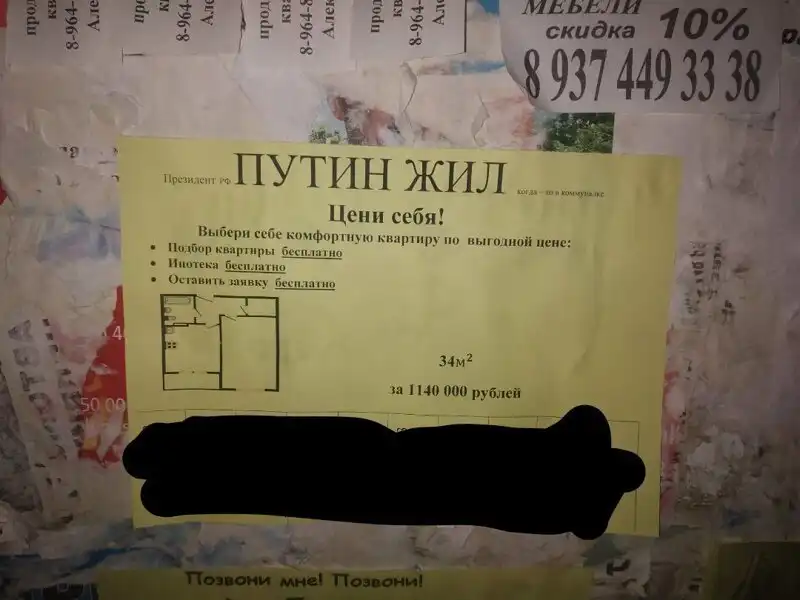 МЕБЕЛИ
скидка 10%
8 937 449 33 38
Президент РФ ПУТИН ЖИЛ когда – то в коммуналке
Цени себя!
Выбери себе комфортную квартиру по выгодной цене:
• Подбор квартиры бесплатно
• Ипотека бесплатно
• Оставить заявку бесплатно
34м²
за 1140 000 рублей
Позвони мне! Позвони!